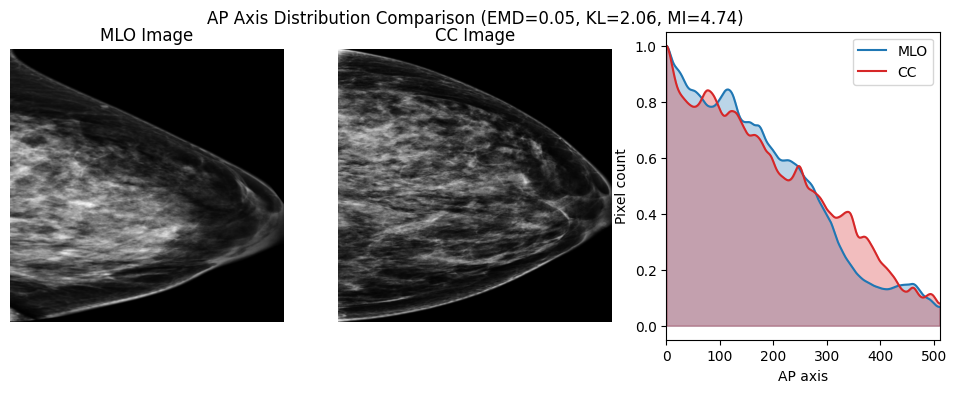 AP Axis Distribution Comparison (EMD=0.05, KL=2.06, MI=4.74)
MLO Image
CC Image
MLO
CC
1.0
0.8
0.6
0.4
0.2
0.0
Pixel count
0 100 200 300 400 500
AP axis